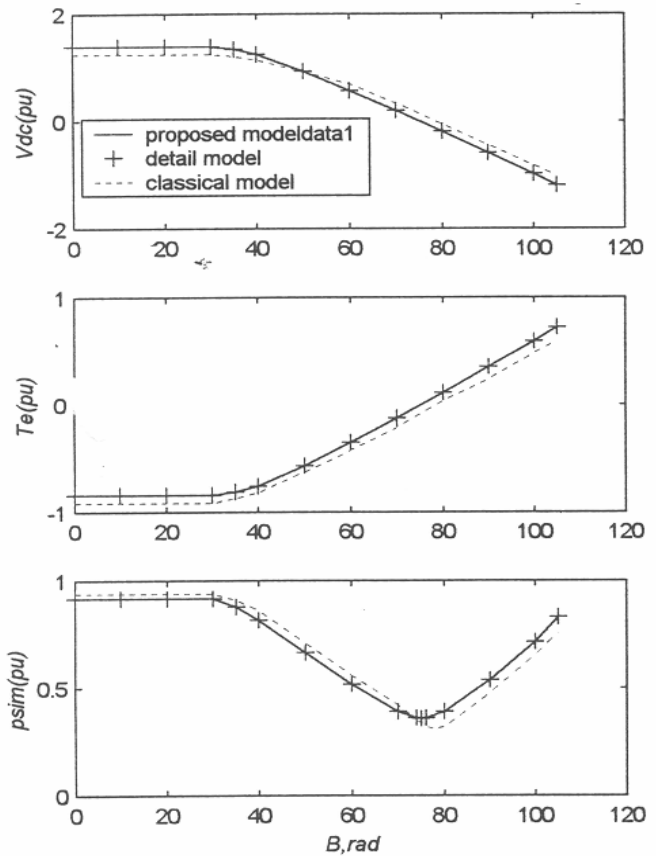 2
0
-2
Vdc(pu)
proposed modeldata1
detail model
classical model
0 20 40 60 80 100 120
1
0
-1
Te(pu)
0 20 40 60 80 100 120
1
0.5
0
psim(pu)
0 20 40 60 80 100 120
B,rad